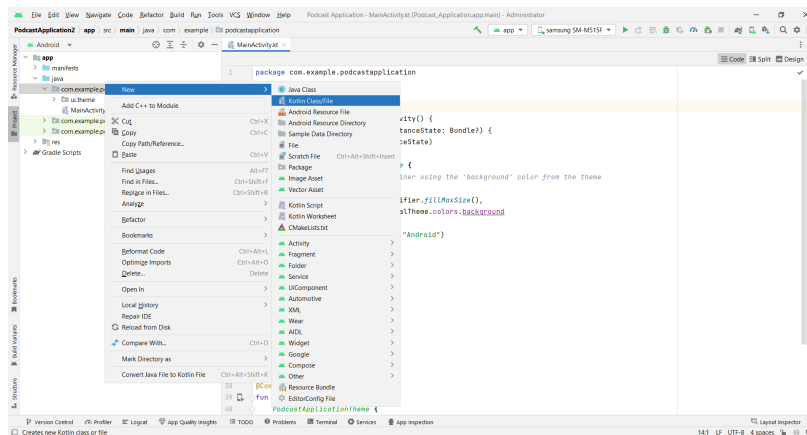 File Edit View Navigate Code Refactor Build Run Tools VCS Window Help Podcast Application - MainActivity.kt [Podcast_Application.app.main] - Administrator
PodcastApplication2 app src main java com example podcastapplication
app samsung SM-M515F
Android
MainActivity.kt
Code Split Design
Resource Manager
Project
Bookmarks
Build Variants
Structure
app
manifests
java
com.example.po
ui.theme
MainActivity
com.example.p
com.example.p
res
Gradle Scripts
New
Add C++ to Module
Cut Ctrl+X
Copy Ctrl+C
Copy Path/Reference...
Paste Ctrl+V
Find Usages Alt+F7
Find in Files... Ctrl+Shift+F
Replace in Files... Ctrl+Shift+R
Analyze
Refactor
Bookmarks
Reformat Code Ctrl+Alt+L
Optimize Imports Ctrl+Alt+O
Delete... Delete
Open In
Local History
Repair IDE
Reload from Disk
Compare With... Ctrl+D
Mark Directory as
Convert Java File to Kotlin File Ctrl+Alt+Shift+K
Java Class
Kotlin Class/File
Android Resource File
Android Resource Directory
Sample Data Directory
File
Scratch File Ctrl+Alt+Shift+Insert
Package
Image Asset
Vector Asset
Kotlin Script
Kotlin Worksheet
CMakeLists.txt
Activity
Fragment
Folder
Service
UiComponent
Automotive
XML
Wear
AIDL
Widget
Google
Compose
Other
Resource Bundle
EditorConfig File
1 package com.example.podcastapplication
vity() {
tanceState: Bundle?) {
ceState)
e {
iner using the 'background' color from the theme
ifier.fillMaxSize(),
alTheme.colors.background
"Android")
38 @Com
39 fun
40 PodcastApplicationTheme {
Version Control Profiler Logcat App Quality Insights TODO Problems Terminal Services App Inspection Layout Inspector
Creates new Kotlin class or file 14:1 LF UTF-8 4 spaces